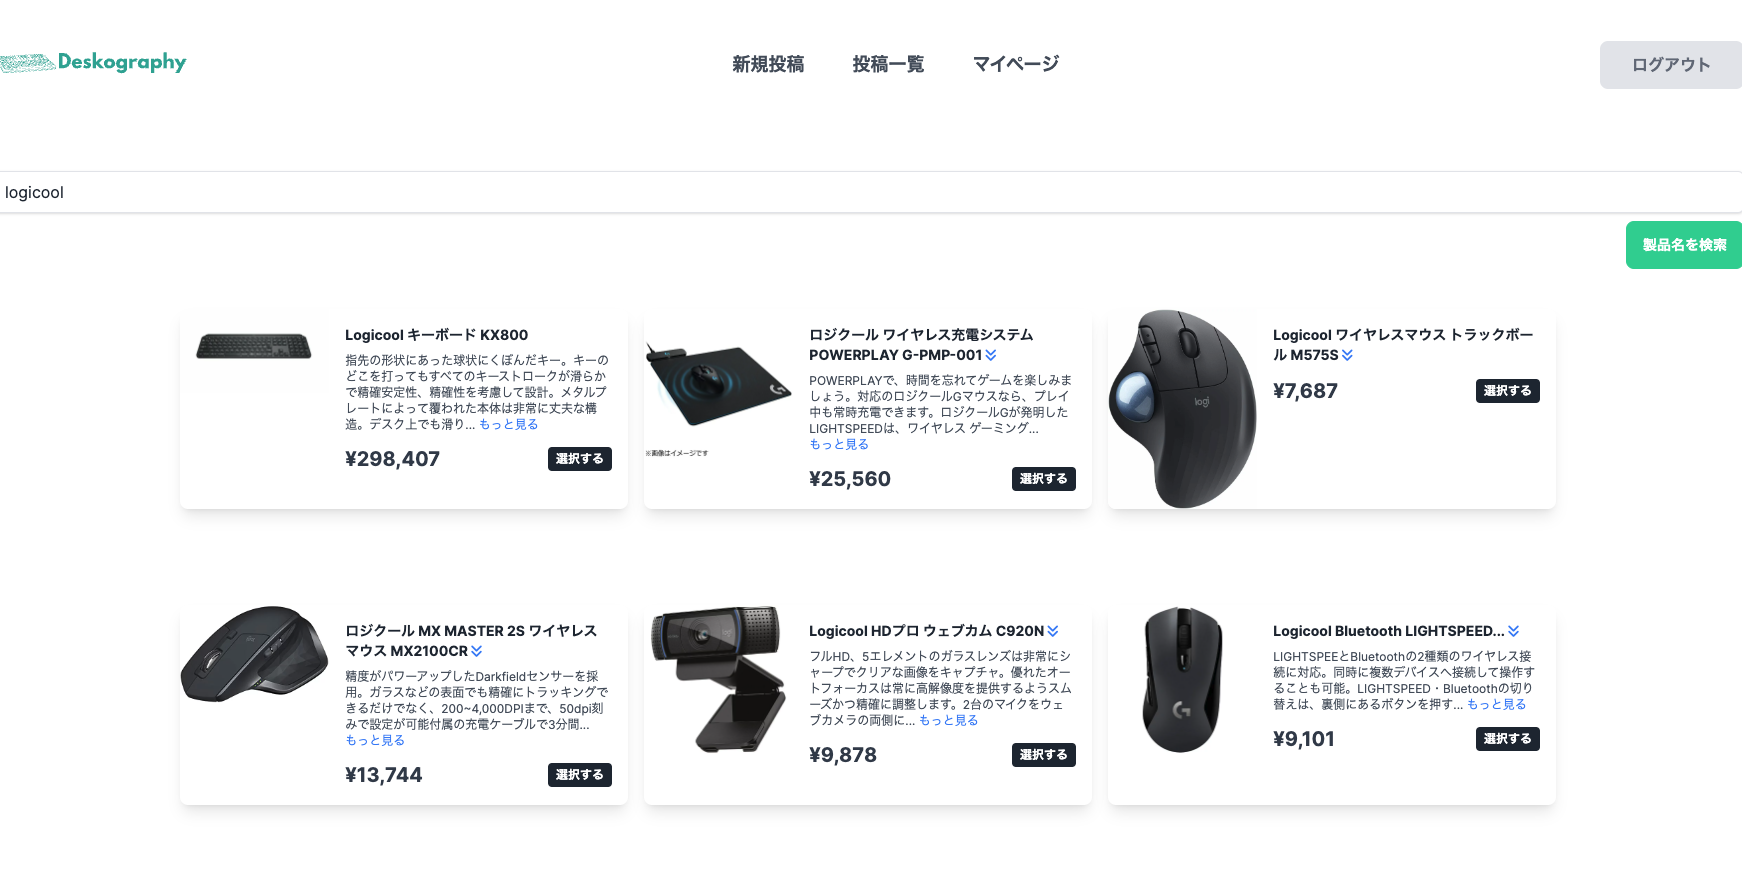 Deskography
新規投稿
投稿一覧
マイページ
ログアウト
logicool
製品名を検索
Logicool キーボード KX800
指先の形状にあった球状にくぼんだキー。キーの
どこを打ってもすべてのキーストロークが滑らか
で精確安定性、精確性を考慮して設計。メタルプ
レートによって覆われた本体は非常に丈夫な構
造。デスク上でも滑り... もっと見る
¥298,407
選択する
ロジクール ワイヤレス充電システム
POWERPLAY G-PMP-001
POWERPLAYで、時間を忘れてゲームを楽しみま
しょう。対応のロジクールGマウスなら、プレイ
中も常時充電できます。ロジクールGが発明した
LIGHTSPEEDは、ワイヤレス ゲーミング...
もっと見る
※画像はイメージです
¥25,560
選択する
logi
Logicool ワイヤレスマウス トラックボー
ル M575S
¥7,687
選択する
ロジクール MX MASTER 2S ワイヤレス
マウス MX2100CR
精度がパワーアップしたDarkfieldセンサーを採
用。ガラスなどの表面でも精確にトラッキングで
きるだけでなく、200~4,000DPIまで、50dpi刻
みで設定が可能付属の充電ケーブルで3分間...
もっと見る
¥13,744
選択する
Logicool HDプロ ウェブカム C920N
フルHD、5エレメントのガラスレンズは非常にシ
ャープでクリアな画像をキャプチャ。優れたオー
トフォーカスは常に高解像度を提供するようスム
ーズかつ精確に調整します。2台のマイクをウェ
ブカメラの両側に... もっと見る
¥9,878
選択する
Logicool Bluetooth LIGHTSPEED...
LIGHTSPEEとBluetoothの2種類のワイヤレス接
続に対応。同時に複数デバイスへ接続して操作す
ることも可能。LIGHTSPEED・Bluetoothの切り
替えは、裏側にあるボタンを押す... もっと見る
¥9,101
選択する